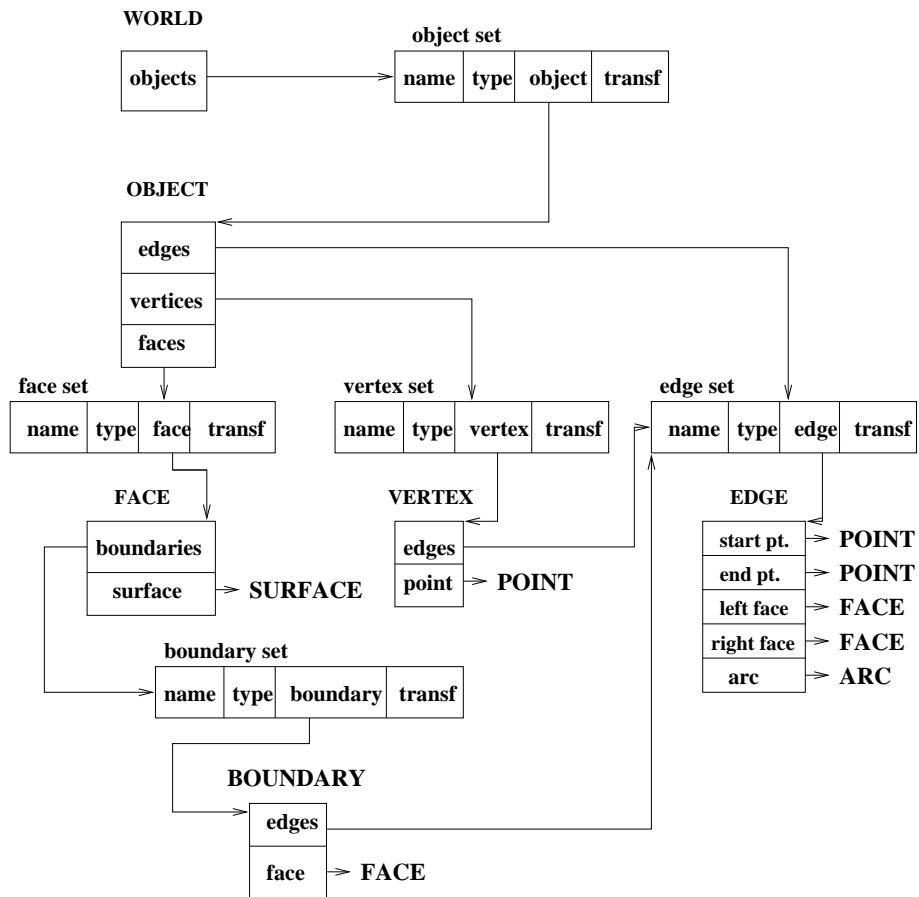 WORLD
object set
objects
name type object transf
OBJECT
edges
vertices
faces
face set
vertex set
edge set
name type face transf
name type vertex transf
name type edge transf
FACE
VERTEX
EDGE
boundaries
surface
SURFACE
edges
point
POINT
start pt.
POINT
end pt.
POINT
left face
FACE
right face
FACE
arc
ARC
boundary set
name type boundary transf
BOUNDARY
edges
face
FACE